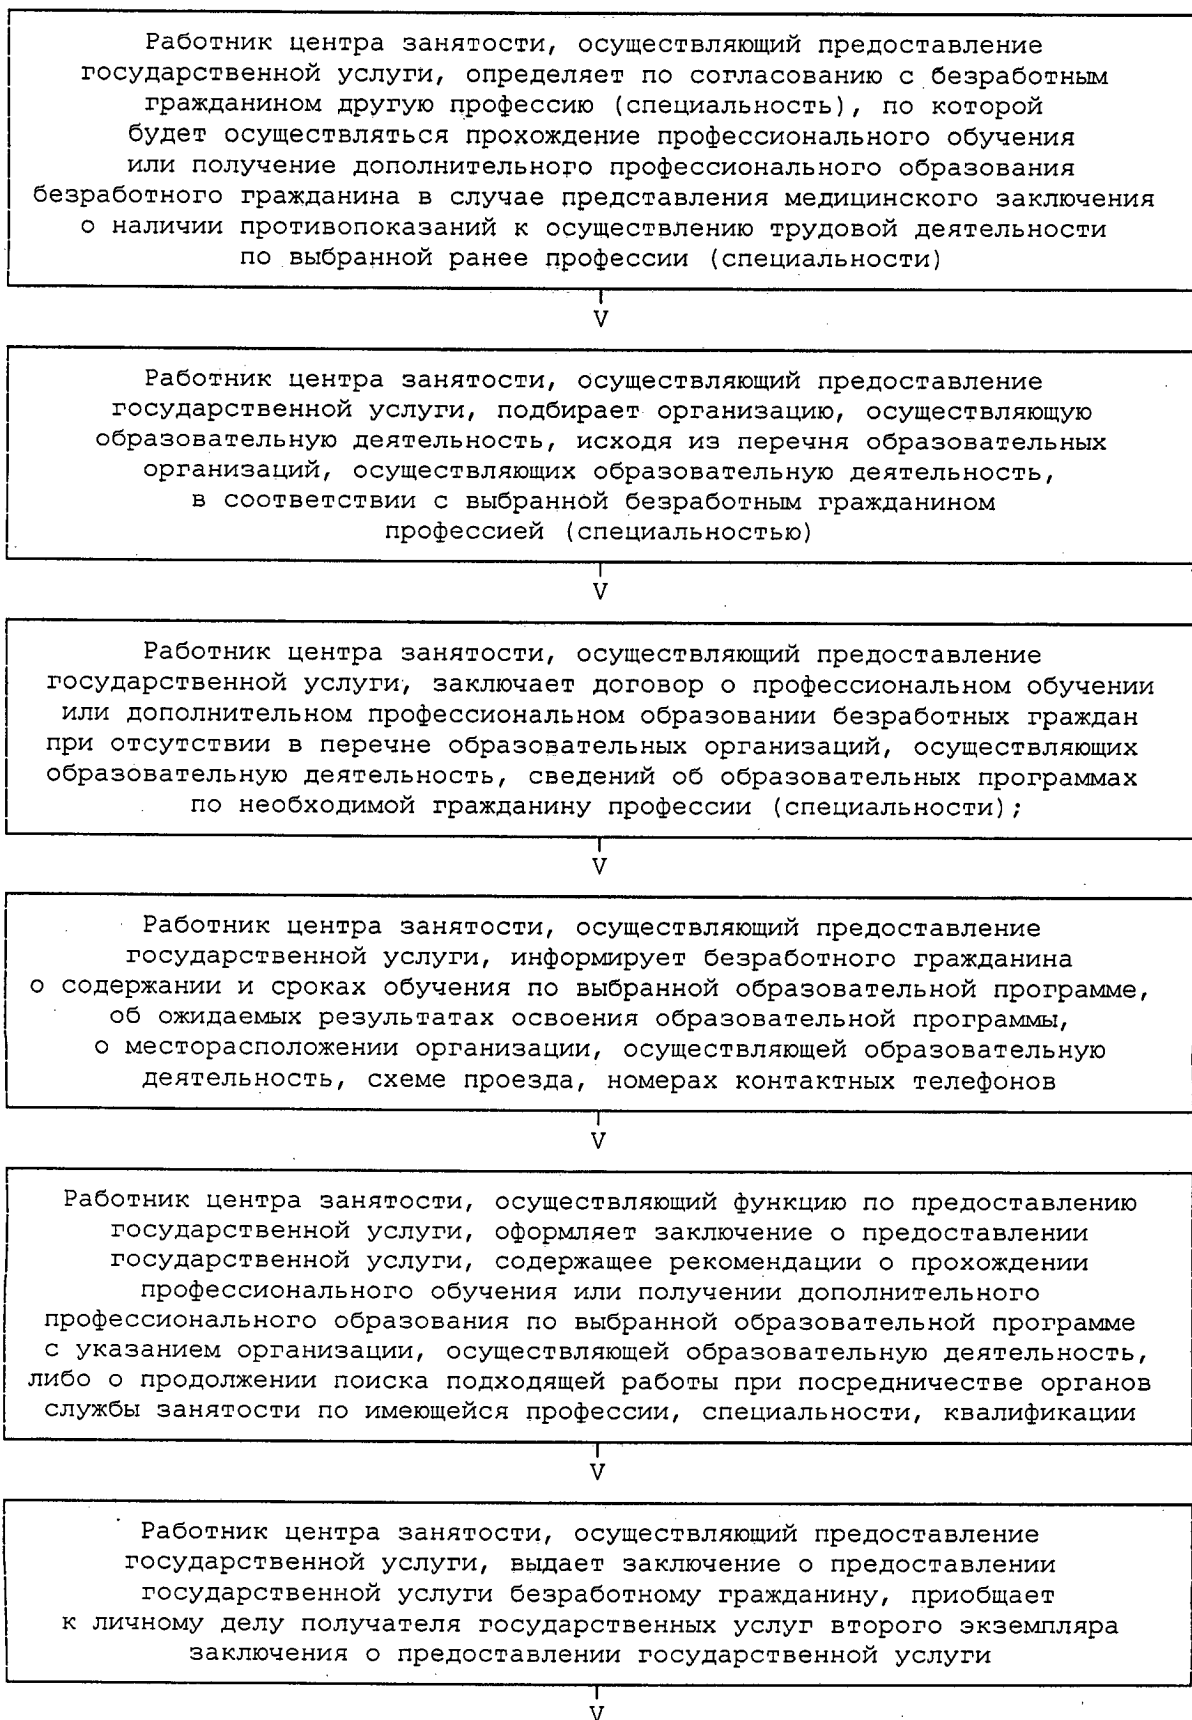 Работник центра занятости, осуществляющий предоставление
государственной услуги, определяет по согласованию с безработным
гражданином другую профессию (специальность), по которой
будет осуществляться прохождение профессионального обучения
или получение дополнительного профессионального образования
безработного гражданина в случае представления медицинского заключения
о наличии противопоказаний к осуществлению трудовой деятельности
по выбранной ранее профессии (специальности)
V
Работник центра занятости, осуществляющий предоставление
государственной услуги, подбирает организацию, осуществляющую
образовательную деятельность, исходя из перечня образовательных
организаций, осуществляющих образовательную деятельность,
в соответствии с выбранной безработным гражданином
профессией (специальностью)
V
Работник центра занятости, осуществляющий предоставление
государственной услуги, заключает договор о профессиональном обучении
или дополнительном профессиональном образовании безработных граждан
при отсутствии в перечне образовательных организаций, осуществляющих
образовательную деятельность, сведений об образовательных программах
по необходимой гражданину профессии (специальности);
V
Работник центра занятости, осуществляющий предоставление
государственной услуги, информирует безработного гражданина
о содержании и сроках обучения по выбранной образовательной программе,
об ожидаемых результатах освоения образовательной программы,
о месторасположении организации, осуществляющей образовательную
деятельность, схеме проезда, номерах контактных телефонов
V
Работник центра занятости, осуществляющий функцию по предоставлению
государственной услуги, оформляет заключение о предоставлении
государственной услуги, содержащее рекомендации о прохождении
профессионального обучения или получении дополнительного
профессионального образования по выбранной образовательной программе
с указанием организации, осуществляющей образовательную деятельность,
либо о продолжении поиска подходящей работы при посредничестве органов
службы занятости по имеющейся профессии, специальности, квалификации
V
Работник центра занятости, осуществляющий предоставление
государственной услуги, выдает заключение о предоставлении
государственной услуги безработному гражданину, приобщает
к личному делу получателя государственных услуг второго экземпляра
заключения о предоставлении государственной услуги
V